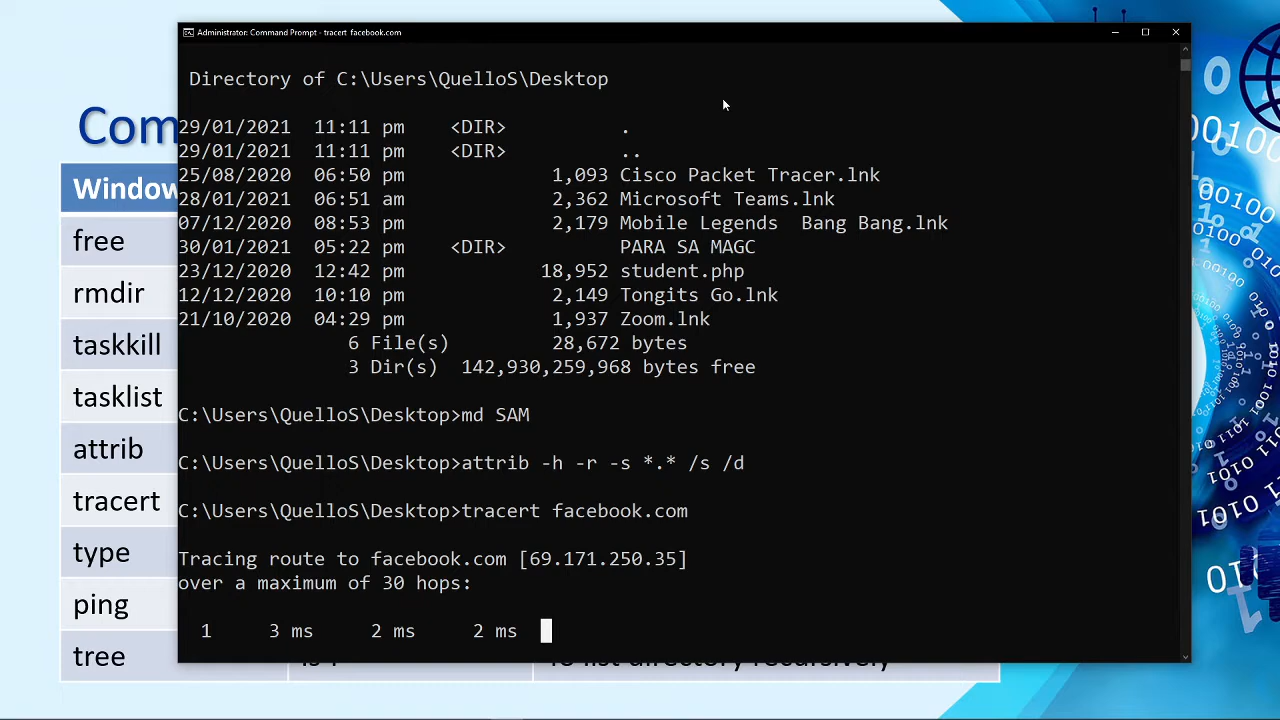 Administrator: Command Prompt - tracert facebook.com
Directory of C:\Users\QuelloS\Desktop
29/01/2021 11:11 pm <DIR> .
29/01/2021 11:11 pm <DIR> ..
25/08/2020 06:50 pm 1,093 Cisco Packet Tracer.lnk
28/01/2021 06:51 am 2,362 Microsoft Teams.lnk
07/12/2020 08:53 pm 2,179 Mobile Legends  Bang Bang.lnk
30/01/2021 05:22 pm <DIR> PARA SA MAGC
23/12/2020 12:42 pm 18,952 student.php
12/12/2020 10:10 pm 2,149 Tongits Go.lnk
21/10/2020 04:29 pm 1,937 Zoom.lnk
6 File(s) 28,672 bytes
3 Dir(s) 142,930,259,968 bytes free
C:\Users\QuelloS\Desktop>md SAM
C:\Users\QuelloS\Desktop>attrib -h -r -s *.* /s /d
C:\Users\QuelloS\Desktop>tracert facebook.com
Tracing route to facebook.com [69.171.250.35]
over a maximum of 30 hops:
1 3 ms 2 ms 2 ms
Com
Window
free
rmdir
taskkill
tasklist
attrib
tracert
type
ping
tree
to list directory recursively